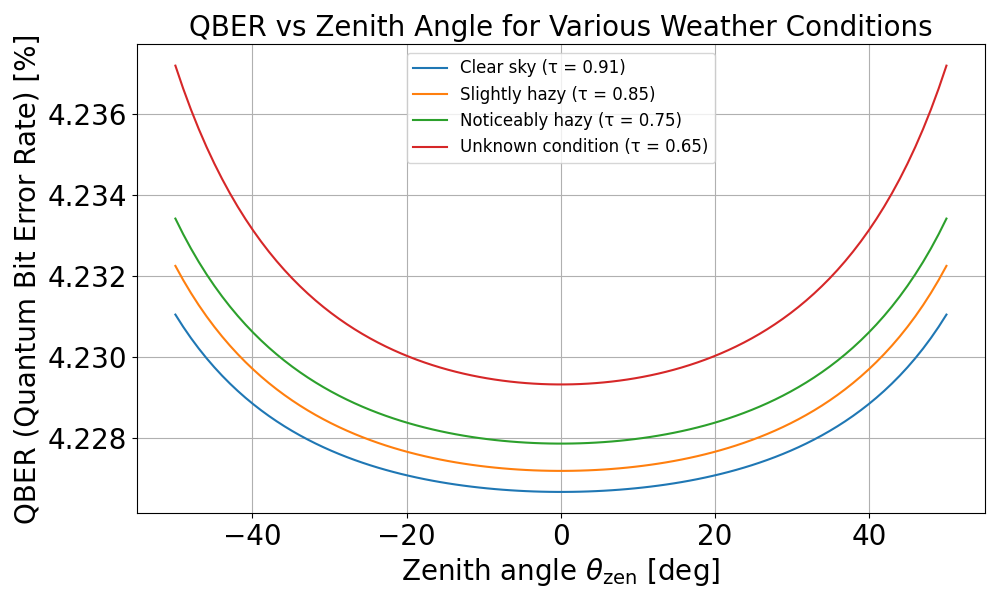 QBER vs Zenith Angle for Various Weather Conditions
QBER (Quantum Bit Error Rate) [%]
4.236
4.234
4.232
4.230
4.228
Clear sky (τ = 0.91)
Slightly hazy (τ = 0.85)
Noticeably hazy (τ = 0.75)
Unknown condition (τ = 0.65)
−40 −20 0 20 40
Zenith angle θzen [deg]